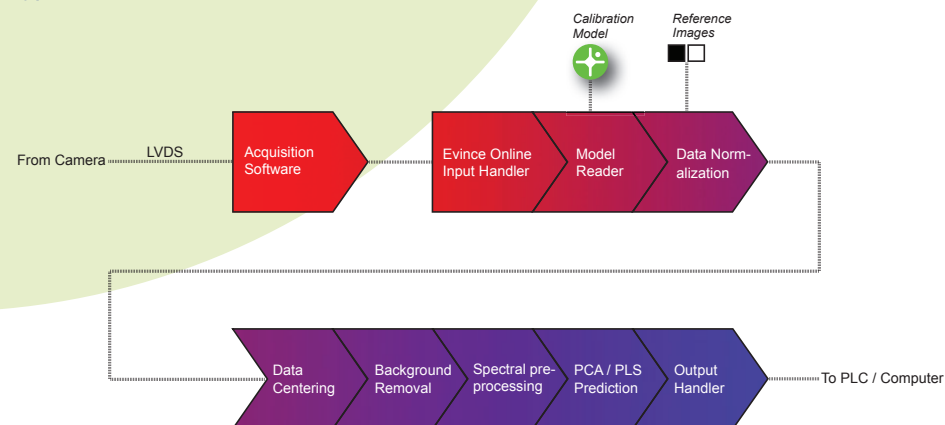 Calibration
Model
Reference
Images
From Camera
LVDS
Acquisition
Software
Evince Online
Input Handler
Model
Reader
Data Norm-
alization
Data
Centering
Background
Removal
Spectral pre-
processing
PCA / PLS
Prediction
Output
Handler
To PLC / Computer